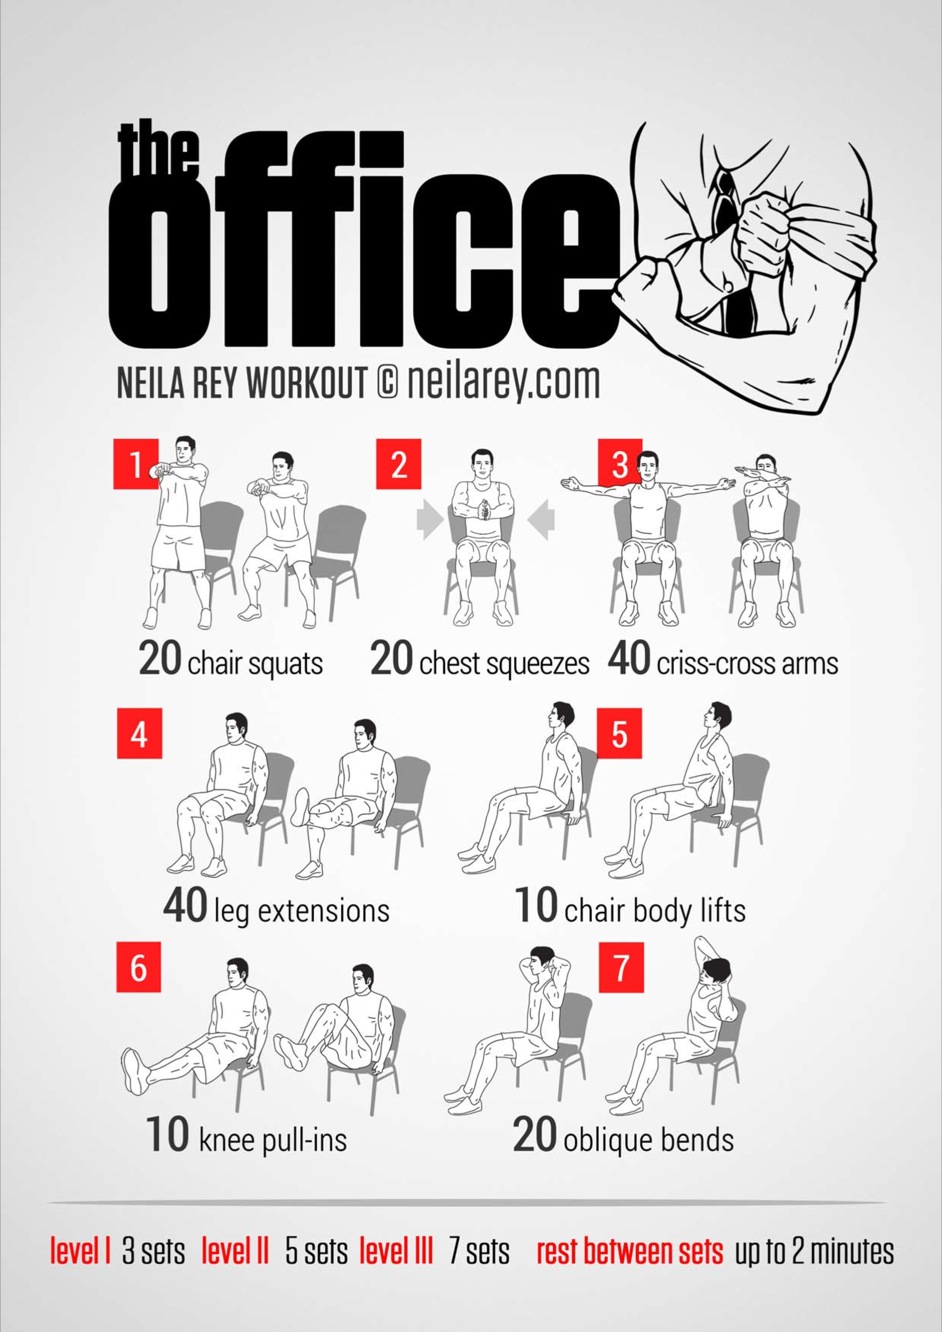 the
office
NEILA REY WORKOUT © neilarey.com
1
2
3
20 chair squats
20 chest squeezes
40 criss-cross arms
4
5
40 leg extensions
10 chair body lifts
6
7
10 knee pull-ins
20 oblique bends
level I 3 sets level II 5 sets level III 7 sets rest between sets up to 2 minutes